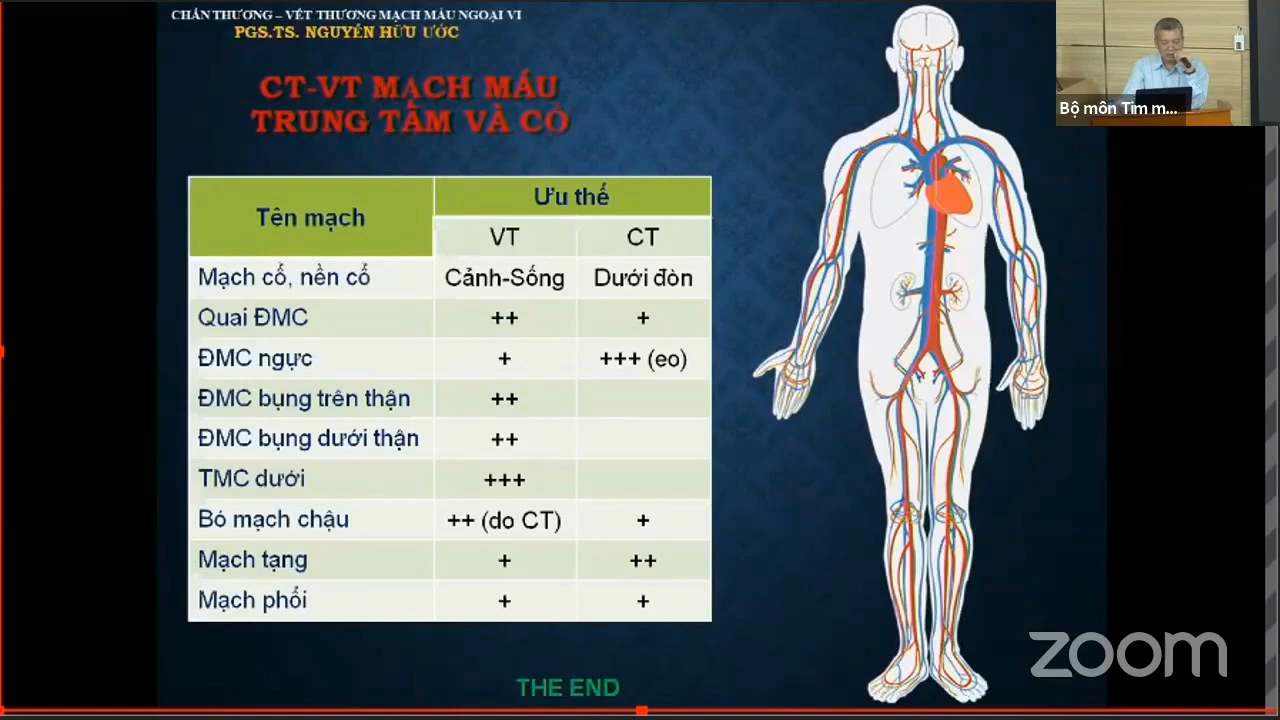 CHẤN THƯƠNG – VẾT THƯƠNG MẠCH MÁU NGOẠI VI
PGS.TS. NGUYỄN HỮU ƯỚC
CT-VT MẠCH MÁU
TRUNG TÂM VÀ CỔ
Bộ môn Tim m...
Tên mạch
Ưu thế
VT CT
Mạch cổ, nền cổ Cảnh-Sống Dưới đòn
Quai ĐMC ++ +
ĐMC ngực + +++ (eo)
ĐMC bụng trên thận ++
ĐMC bụng dưới thận ++
TMC dưới +++
Bó mạch chậu ++ (do CT) +
Mạch tạng + ++
Mạch phổi + +
THE END
zoom